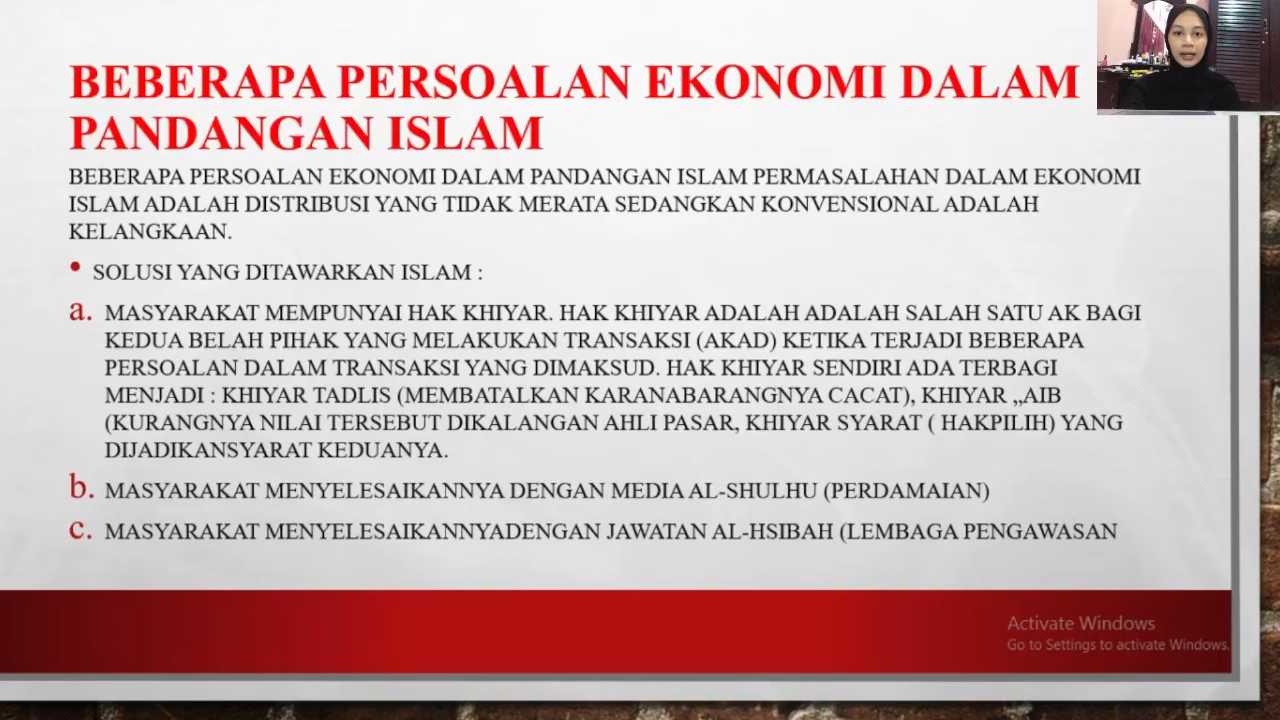 BEBERAPA PERSOALAN EKONOMI DALAM
PANDANGAN ISLAM
BEBERAPA PERSOALAN EKONOMI DALAM PANDANGAN ISLAM PERMASALAHAN DALAM EKONOMI
ISLAM ADALAH DISTRIBUSI YANG TIDAK MERATA SEDANGKAN KONVENSIONAL ADALAH
KELANGKAAN.
• SOLUSI YANG DITAWARKAN ISLAM :
a. MASYARAKAT MEMPUNYAI HAK KHIYAR. HAK KHIYAR ADALAH ADALAH SALAH SATU AK BAGI
KEDUA BELAH PIHAK YANG MELAKUKAN TRANSAKSI (AKAD) KETIKA TERJADI BEBERAPA
PERSOALAN DALAM TRANSAKSI YANG DIMAKSUD. HAK KHIYAR SENDIRI ADA TERBAGI
MENJADI : KHIYAR TADLIS (MEMBATALKAN KARANABARANGNYA CACAT), KHIYAR „AIB
(KURANGNYA NILAI TERSEBUT DIKALANGAN AHLI PASAR, KHIYAR SYARAT ( HAKPILIH) YANG
DIJADIKANSYARAT KEDUANYA.
b. MASYARAKAT MENYELESAIKANNYA DENGAN MEDIA AL-SHULHU (PERDAMAIAN)
c. MASYARAKAT MENYELESAIKANNYADENGAN JAWATAN AL-HSIBAH (LEMBAGA PENGAWASAN
Activate Windows
Go to Settings to activate Windows.